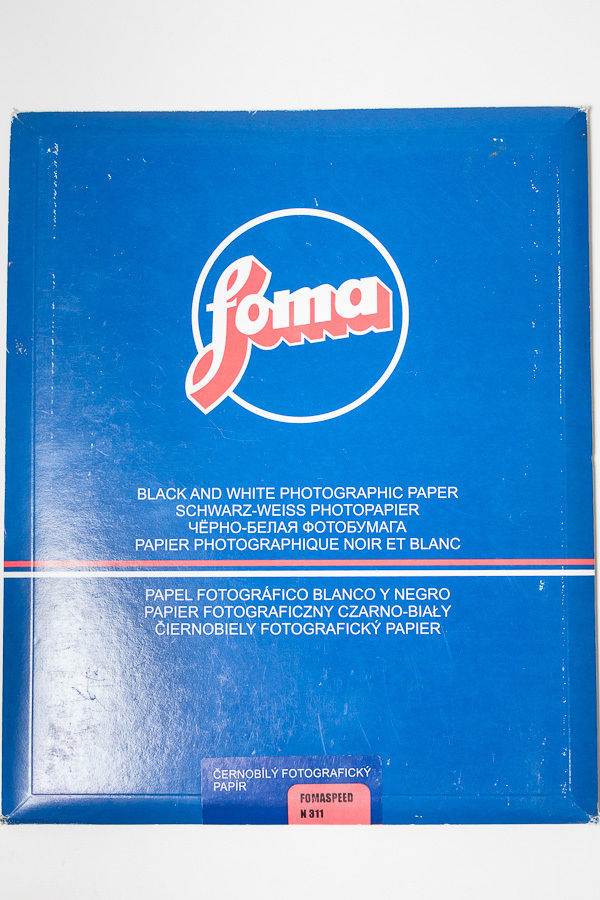 foma
BLACK AND WHITE PHOTOGRAPHIC PAPER
SCHWARZ-WEISS PHOTOPAPIER
ЧЁРНО-БЕЛАЯ ФОТОБУМАГА
PAPIER PHOTOGRAPHIQUE NOIR ET BLANC
PAPEL FOTOGRÁFICO BLANCO Y NEGRO
PAPIER FOTOGRAFICZNY CZARNO-BIAŁY
ČIERNOBIELY FOTOGRAFICKÝ PAPIER
ČERNOBÍLÝ FOTOGRAFICKÝ
PAPÍR
FOMASPEED
N 311